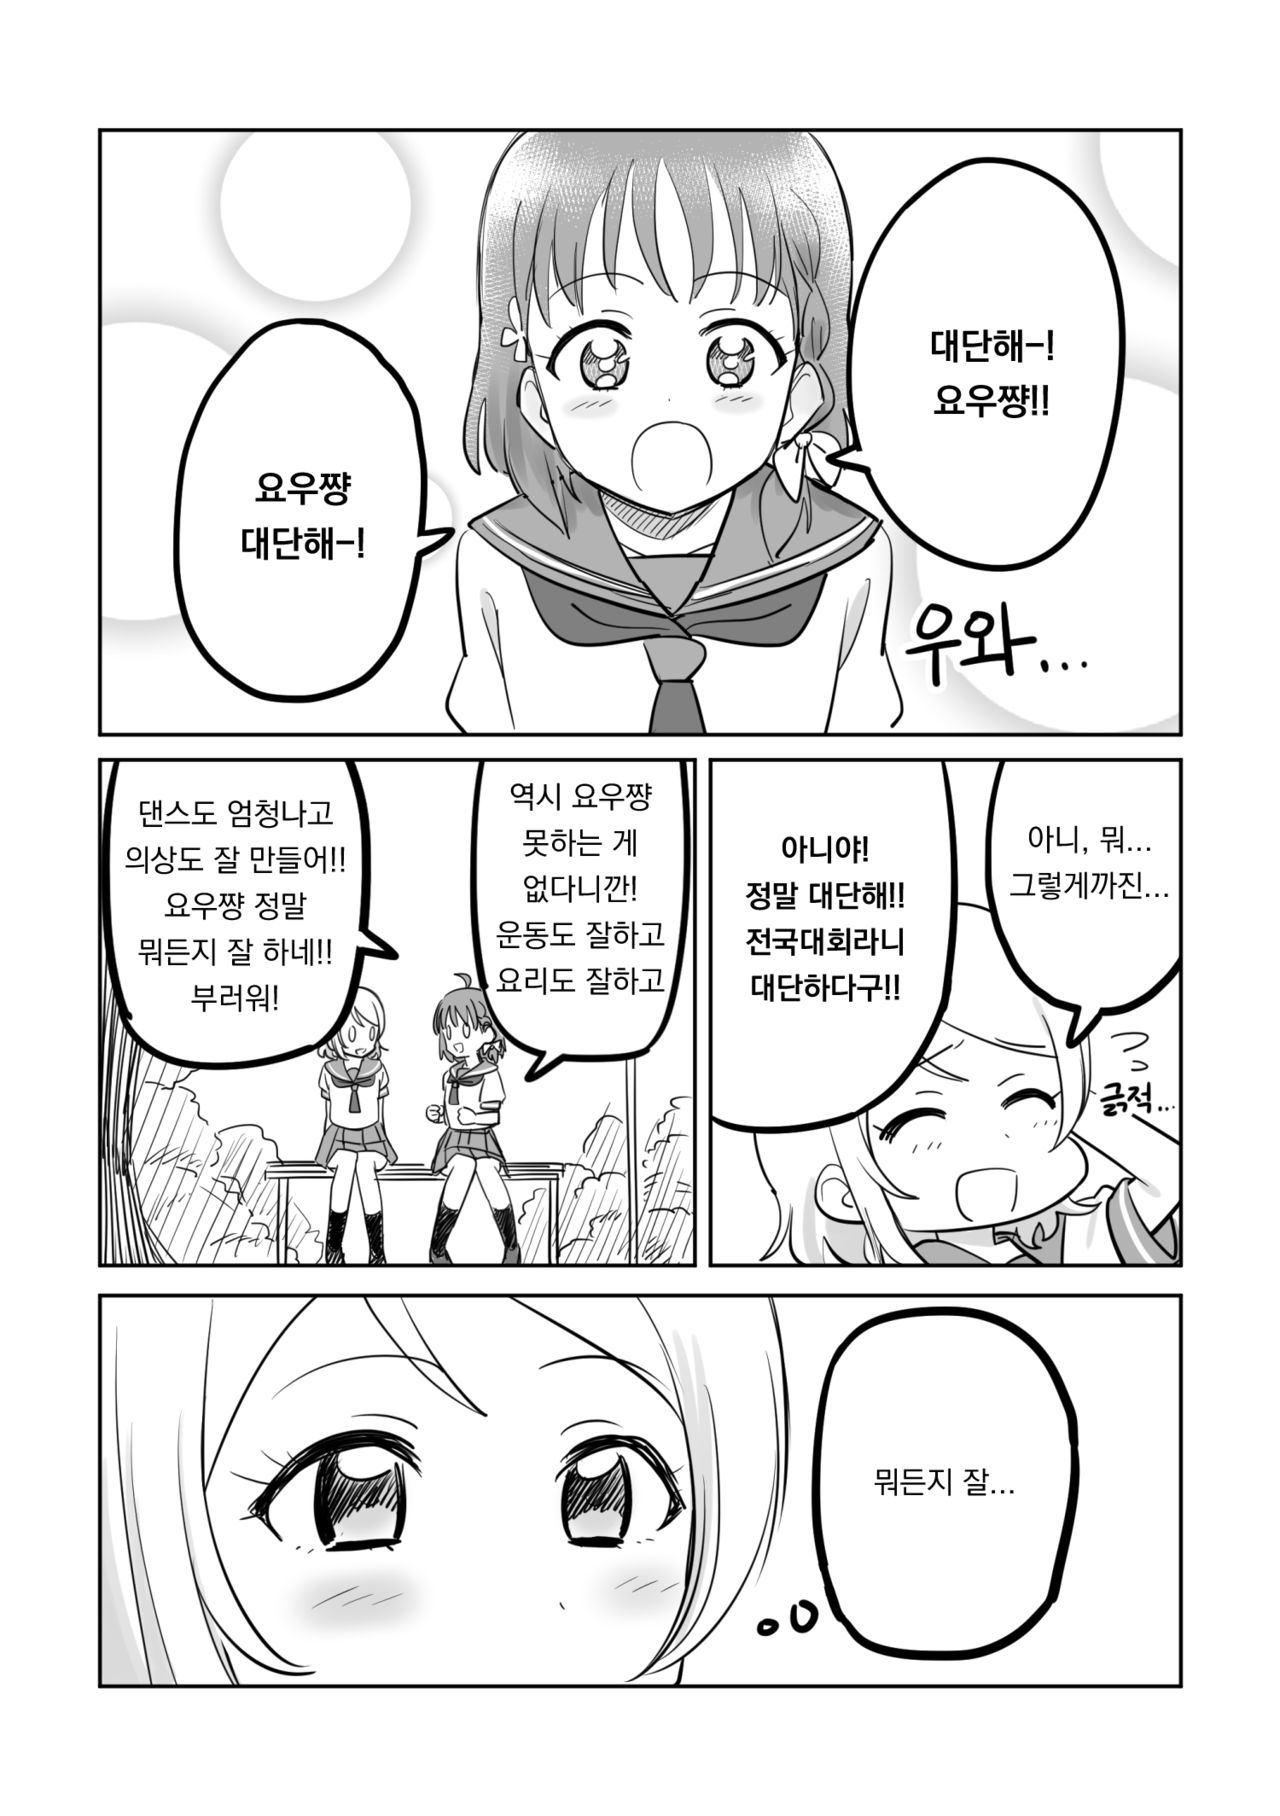 대단해-!
요우쨩!!
요우쨩
대단해-!
우와...
아니, 뭐...
그렇게까진...
긁적...
아니야!
정말 대단해!!
전국대회라니
대단하다구!!
역시 요우쨩
못하는 게
없다니깐!
운동도 잘하고
요리도 잘하고
댄스도 엄청나고
의상도 잘 만들어!!
요우쨩 정말
뭐든지 잘 하네!!
부러워!
뭐든지 잘...